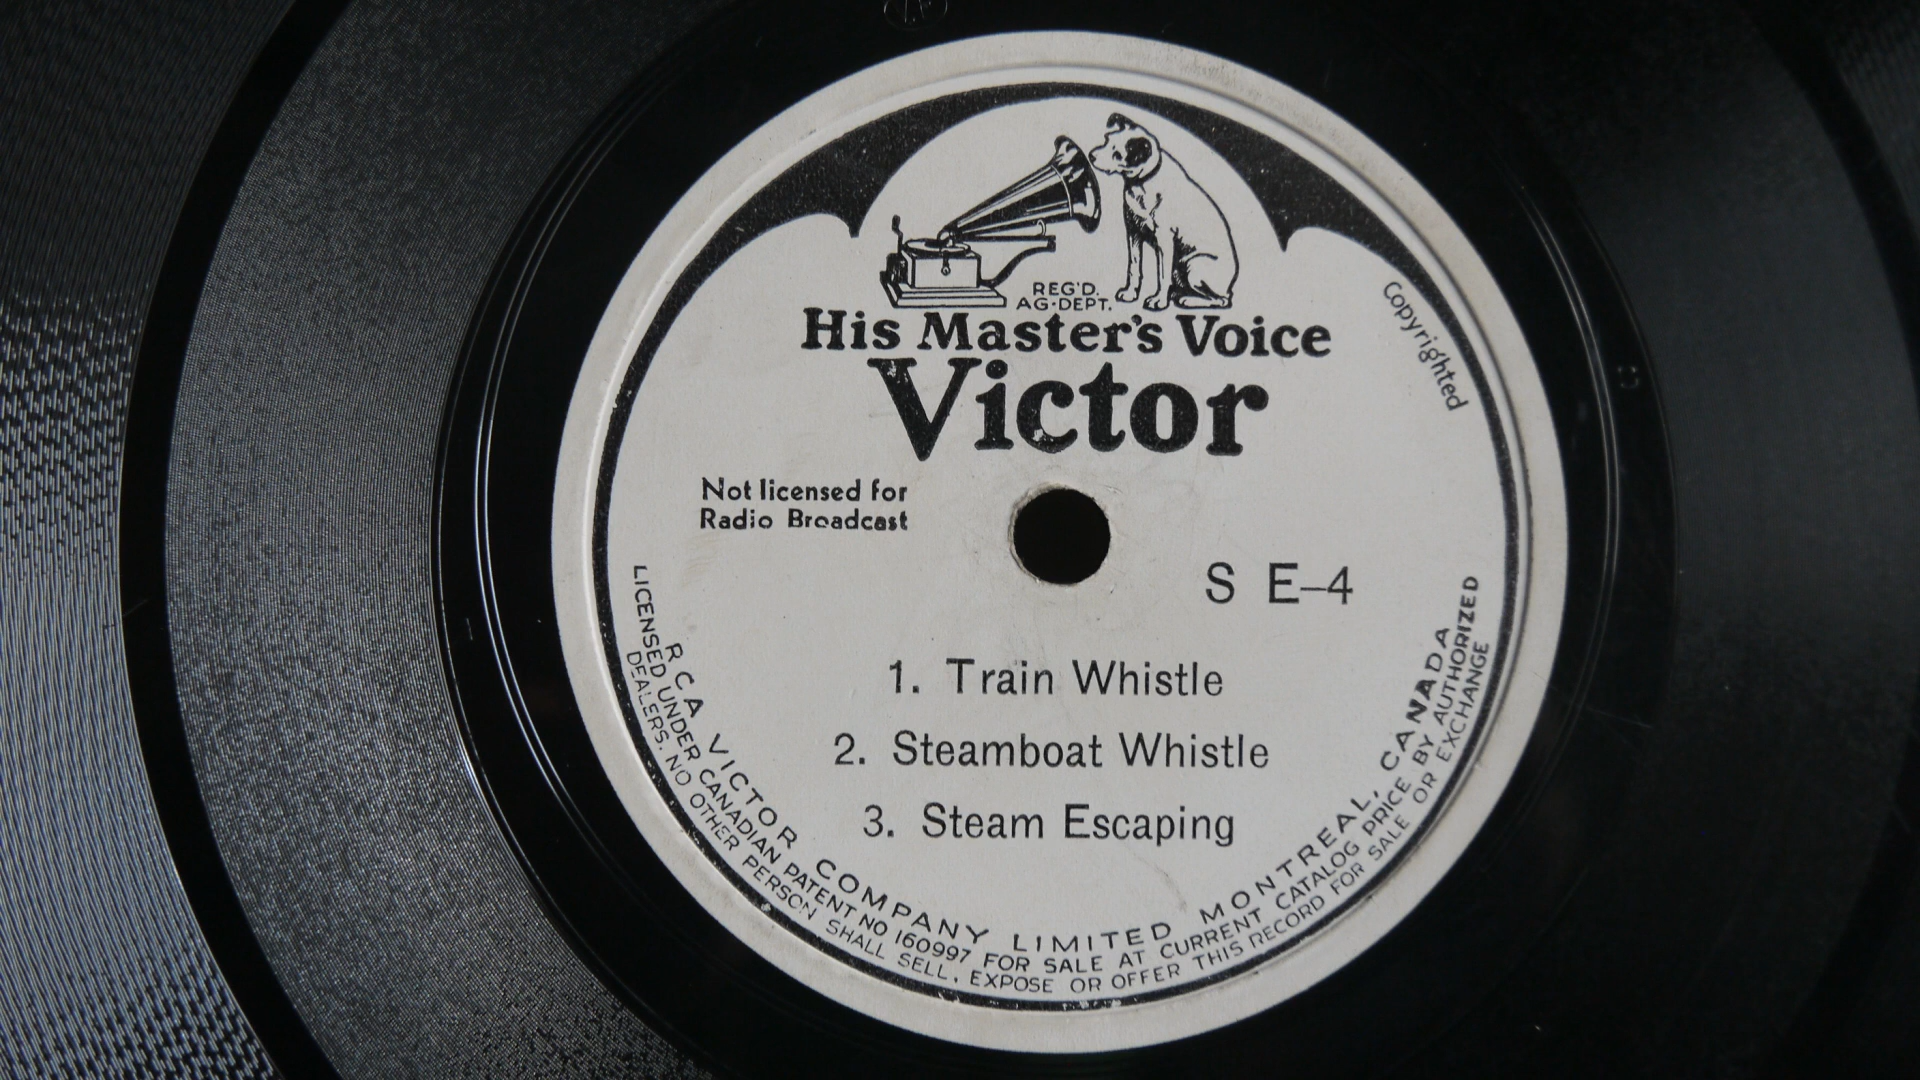 REG'D.
AG·DEPT.
His Master's Voice
Victor
Copyrighted
Not licensed for
Radio Broadcast
S E–4
1. Train Whistle
2. Steamboat Whistle
3. Steam Escaping
RCA VICTOR COMPANY LIMITED MONTREAL, CANADA
LICENSED UNDER CANADIAN PATENT NO 160997 FOR SALE AT CURRENT CATALOG PRICE BY AUTHORIZED
DEALERS. NO OTHER PERSON SHALL SELL, EXPOSE OR OFFER THIS RECORD FOR SALE OR EXCHANGE